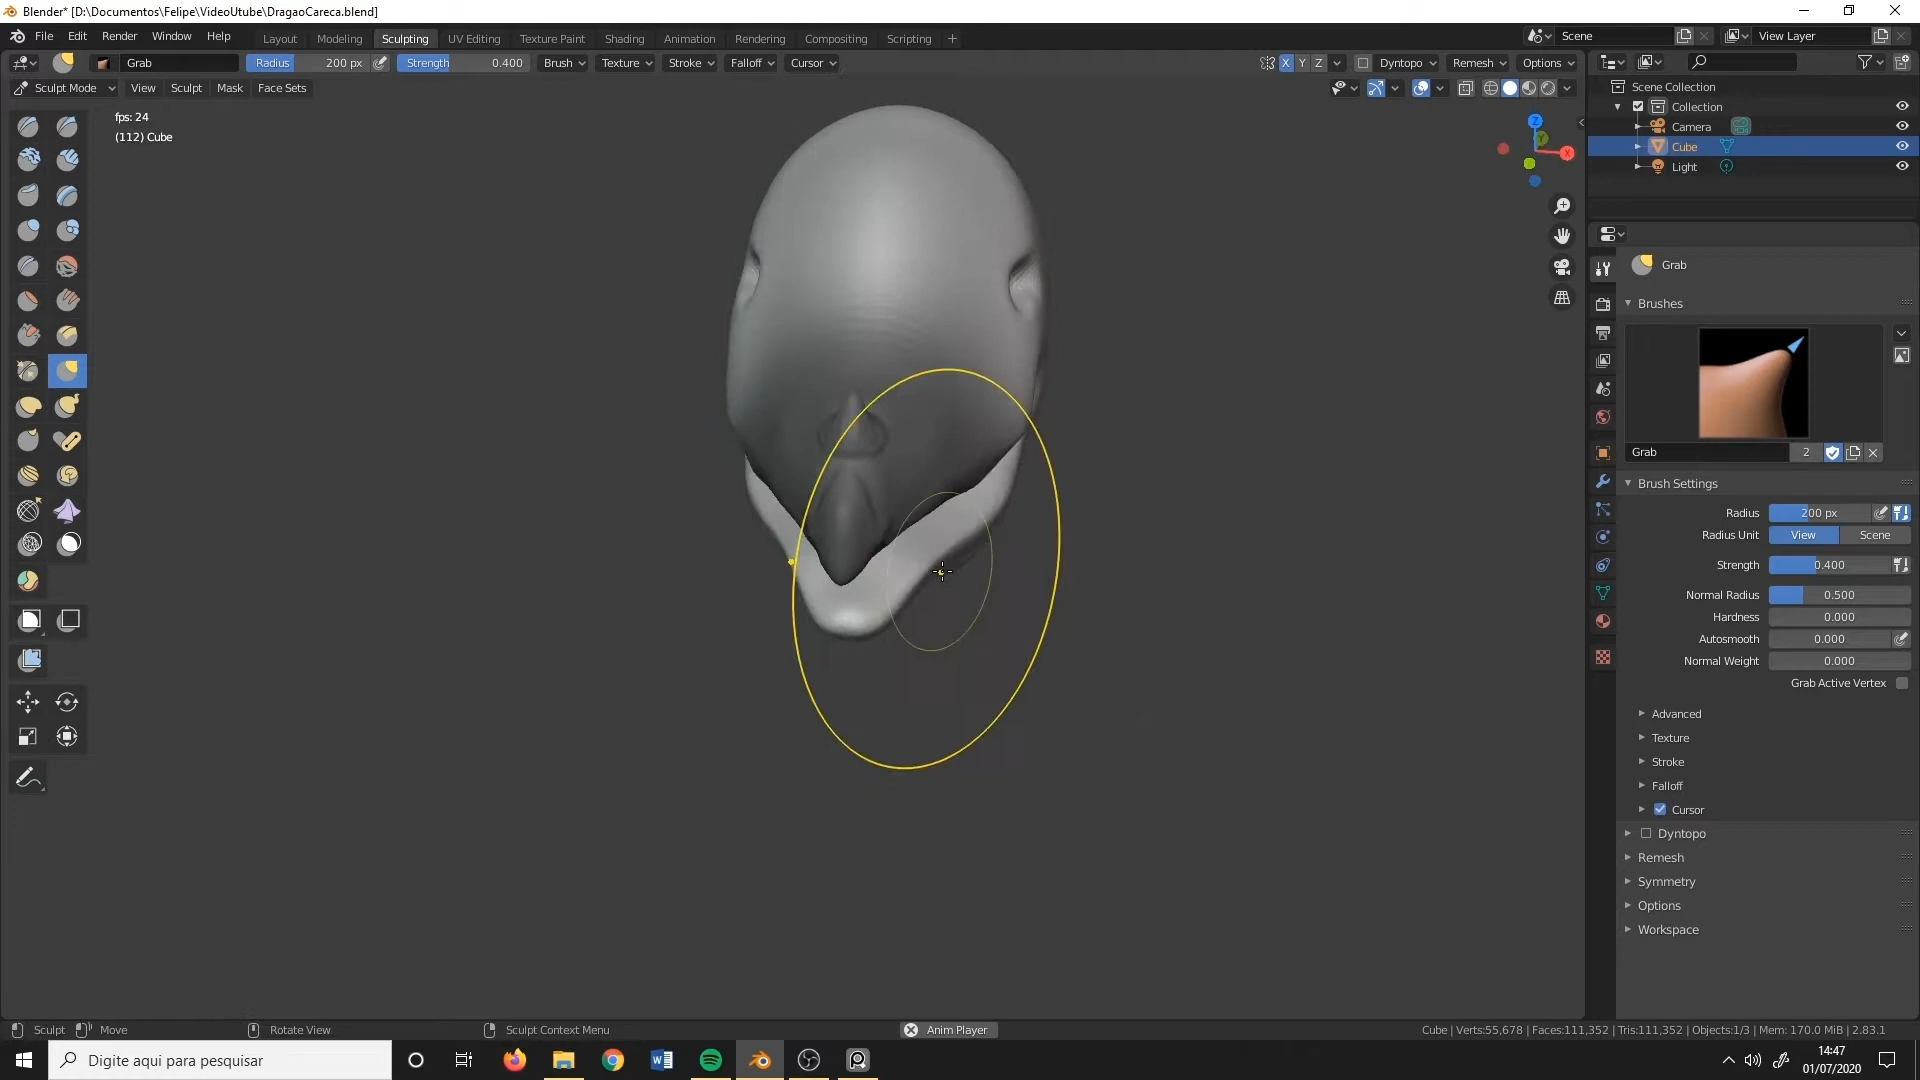 Blender* [D:\Documentos\Felipe\VideoUtube\DragaoCareca.blend]
File Edit Render Window Help Layout Modeling Sculpting UV Editing Texture Paint Shading Animation Rendering Compositing Scripting + Scene View Layer
Grab Radius 200 px Strength 0.400 Brush Texture Stroke Falloff Cursor X Y Z Dyntopo Remesh Options
Sculpt Mode View Sculpt Mask Face Sets
fps: 24
(112) Cube
Z
Y
X
Scene Collection
Collection
Camera
Cube
Light
Grab
Brushes
Grab 2
Brush Settings
Radius 200 px
Radius Unit View Scene
Strength 0.400
Normal Radius 0.500
Hardness 0.000
Autosmooth 0.000
Normal Weight 0.000
Grab Active Vertex
Advanced
Texture
Stroke
Falloff
Cursor
Dyntopo
Remesh
Symmetry
Options
Workspace
Sculpt Move Rotate View Sculpt Context Menu Anim Player Cube | Verts:55,678 | Faces:111,352 | Tris:111,352 | Objects:1/3 | Mem: 170.0 MiB | 2.83.1
Digite aqui para pesquisar
14:47
01/07/2020